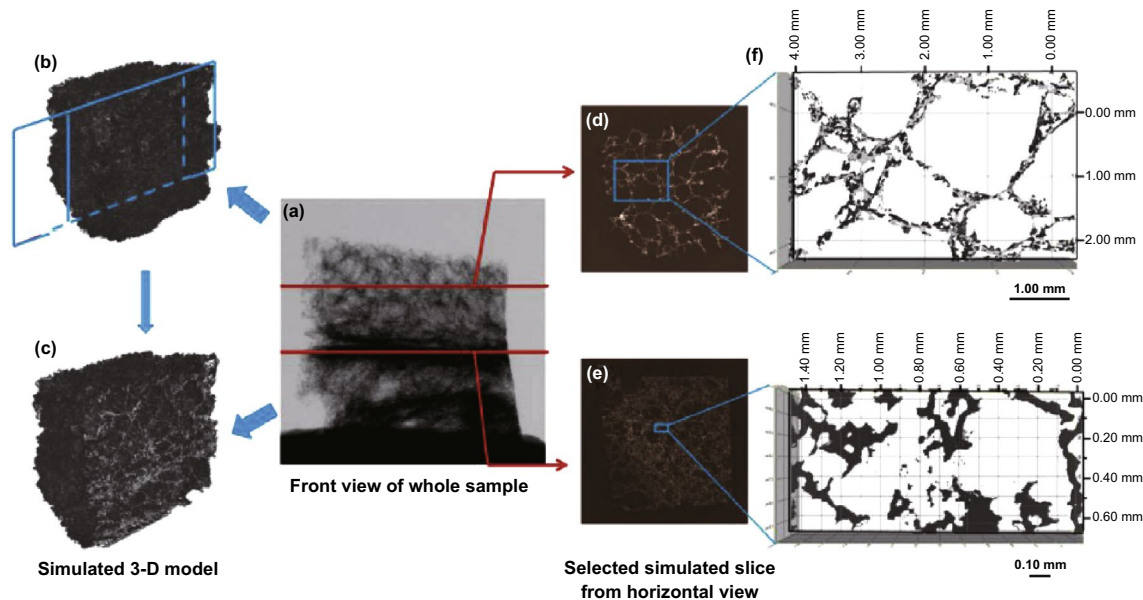 (b)
(a)
(c)
Simulated 3-D model
Front view of whole sample
(d)
(e)
Selected simulated slice
from horizontal view
(f)
4.00 mm
3.00 mm
2.00 mm
1.00 mm
0.00 mm
0.00 mm
1.00 mm
2.00 mm
1.00 mm
1.40 mm
1.20 mm
1.00 mm
0.80 mm
0.60 mm
0.40 mm
0.20 mm
0.00 mm
0.00 mm
0.20 mm
0.40 mm
0.60 mm
0.10 mm